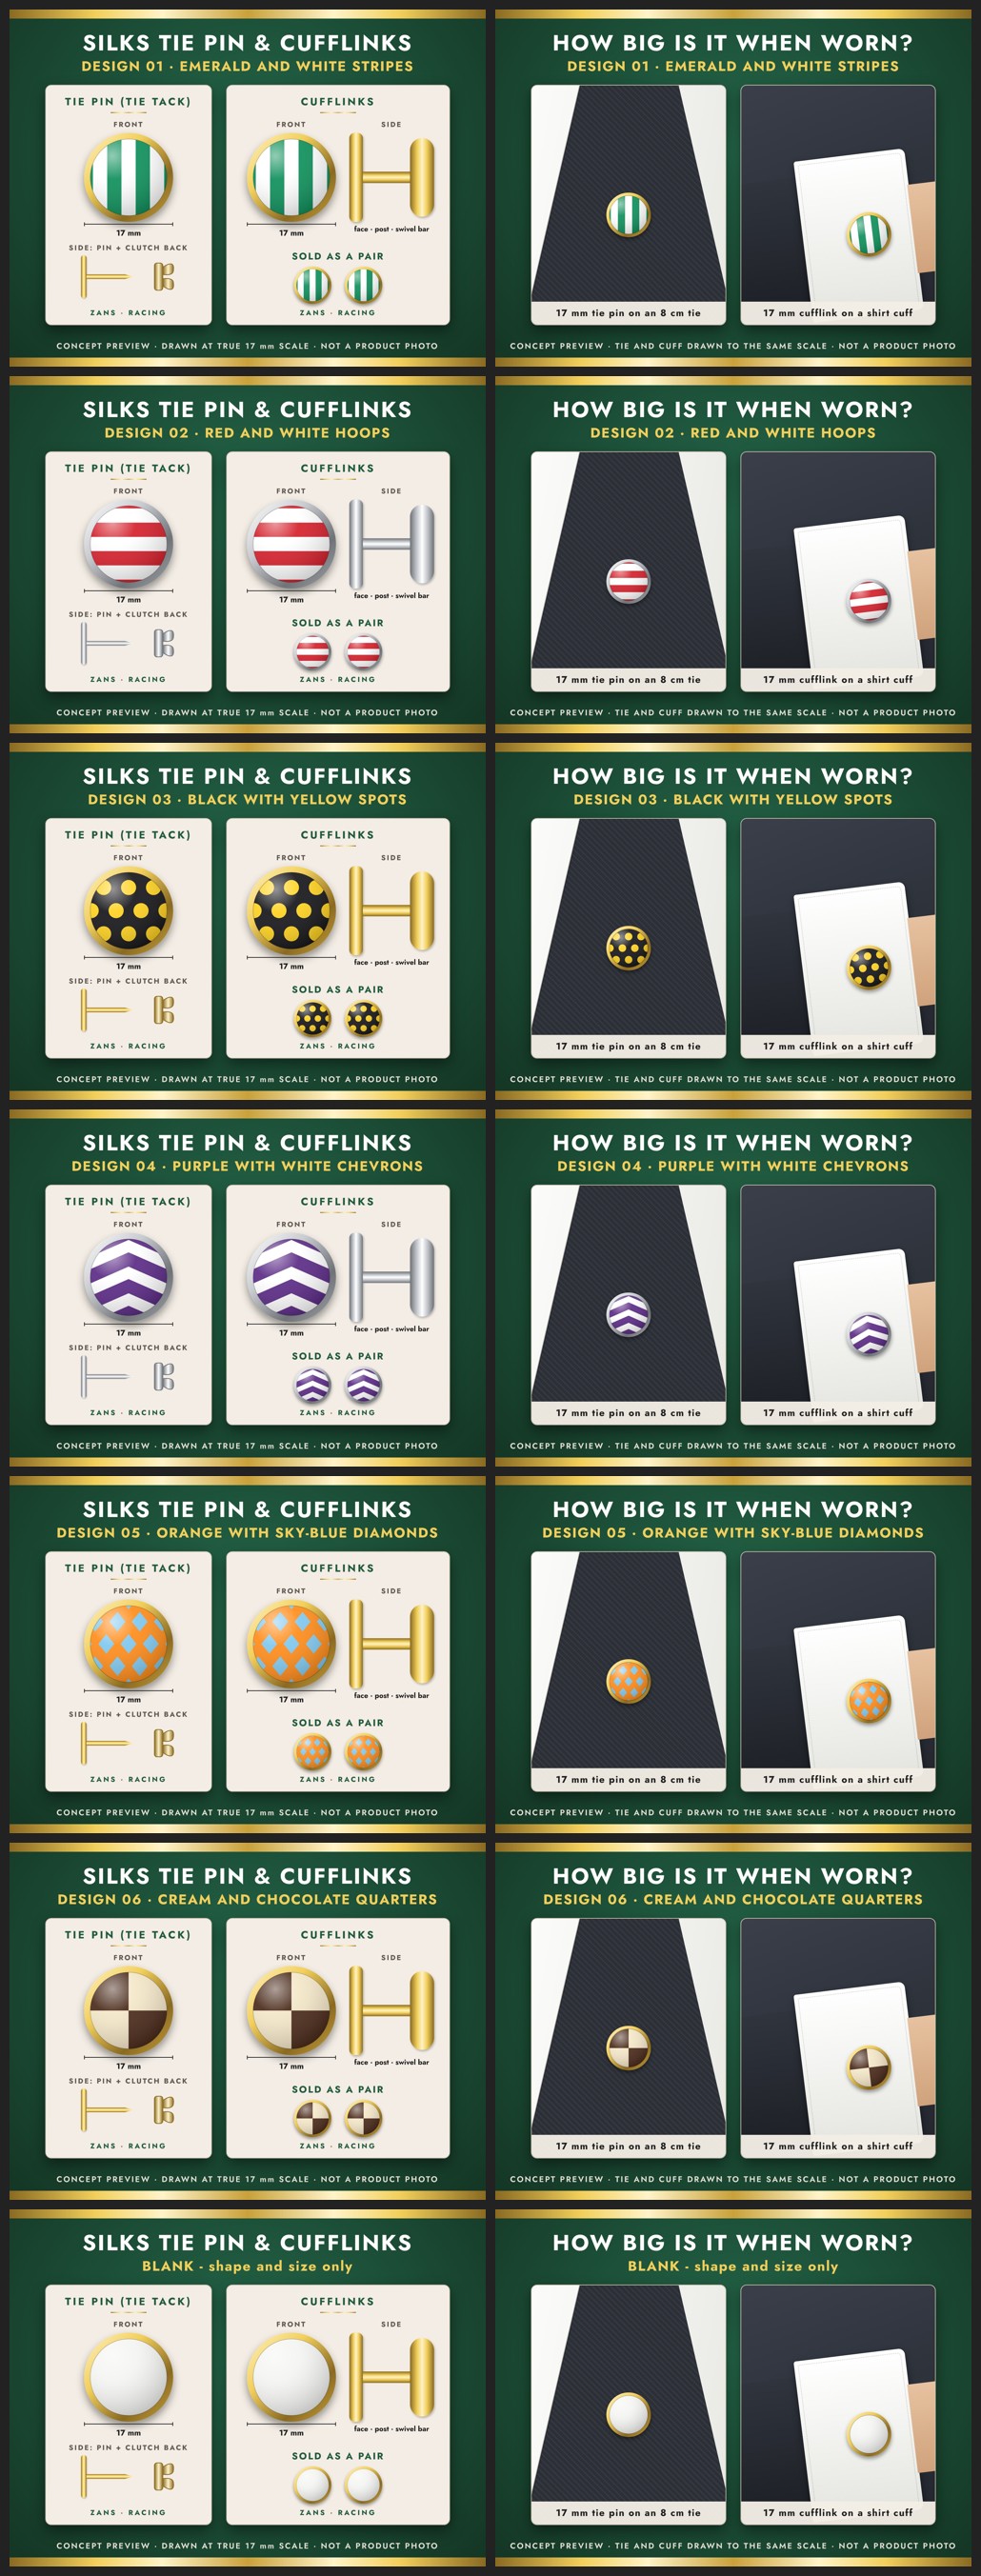 SILKS TIE PIN & CUFFLINKS
DESIGN 01 · EMERALD AND WHITE STRIPES
TIE PIN (TIE TACK)
FRONT
17 mm
SIDE: PIN + CLUTCH BACK
ZANS · RACING
CUFFLINKS
FRONT
SIDE
17 mm
face - post - swivel bar
SOLD AS A PAIR
ZANS · RACING
CONCEPT PREVIEW · DRAWN AT TRUE 17 mm SCALE · NOT A PRODUCT PHOTO
HOW BIG IS IT WHEN WORN?
DESIGN 01 · EMERALD AND WHITE STRIPES
17 mm tie pin on an 8 cm tie
17 mm cufflink on a shirt cuff
CONCEPT PREVIEW · TIE AND CUFF DRAWN TO THE SAME SCALE · NOT A PRODUCT PHOTO
SILKS TIE PIN & CUFFLINKS
DESIGN 02 · RED AND WHITE HOOPS
TIE PIN (TIE TACK)
FRONT
17 mm
SIDE: PIN + CLUTCH BACK
ZANS · RACING
CUFFLINKS
FRONT
SIDE
17 mm
face - post - swivel bar
SOLD AS A PAIR
ZANS · RACING
CONCEPT PREVIEW · DRAWN AT TRUE 17 mm SCALE · NOT A PRODUCT PHOTO
HOW BIG IS IT WHEN WORN?
DESIGN 02 · RED AND WHITE HOOPS
17 mm tie pin on an 8 cm tie
17 mm cufflink on a shirt cuff
CONCEPT PREVIEW · TIE AND CUFF DRAWN TO THE SAME SCALE · NOT A PRODUCT PHOTO
SILKS TIE PIN & CUFFLINKS
DESIGN 03 · BLACK WITH YELLOW SPOTS
TIE PIN (TIE TACK)
FRONT
17 mm
SIDE: PIN + CLUTCH BACK
ZANS · RACING
CUFFLINKS
FRONT
SIDE
17 mm
face - post - swivel bar
SOLD AS A PAIR
ZANS · RACING
CONCEPT PREVIEW · DRAWN AT TRUE 17 mm SCALE · NOT A PRODUCT PHOTO
HOW BIG IS IT WHEN WORN?
DESIGN 03 · BLACK WITH YELLOW SPOTS
17 mm tie pin on an 8 cm tie
17 mm cufflink on a shirt cuff
CONCEPT PREVIEW · TIE AND CUFF DRAWN TO THE SAME SCALE · NOT A PRODUCT PHOTO
SILKS TIE PIN & CUFFLINKS
DESIGN 04 · PURPLE WITH WHITE CHEVRONS
TIE PIN (TIE TACK)
FRONT
17 mm
SIDE: PIN + CLUTCH BACK
ZANS · RACING
CUFFLINKS
FRONT
SIDE
17 mm
face - post - swivel bar
SOLD AS A PAIR
ZANS · RACING
CONCEPT PREVIEW · DRAWN AT TRUE 17 mm SCALE · NOT A PRODUCT PHOTO
HOW BIG IS IT WHEN WORN?
DESIGN 04 · PURPLE WITH WHITE CHEVRONS
17 mm tie pin on an 8 cm tie
17 mm cufflink on a shirt cuff
CONCEPT PREVIEW · TIE AND CUFF DRAWN TO THE SAME SCALE · NOT A PRODUCT PHOTO
SILKS TIE PIN & CUFFLINKS
DESIGN 05 · ORANGE WITH SKY-BLUE DIAMONDS
TIE PIN (TIE TACK)
FRONT
17 mm
SIDE: PIN + CLUTCH BACK
ZANS · RACING
CUFFLINKS
FRONT
SIDE
17 mm
face - post - swivel bar
SOLD AS A PAIR
ZANS · RACING
CONCEPT PREVIEW · DRAWN AT TRUE 17 mm SCALE · NOT A PRODUCT PHOTO
HOW BIG IS IT WHEN WORN?
DESIGN 05 · ORANGE WITH SKY-BLUE DIAMONDS
17 mm tie pin on an 8 cm tie
17 mm cufflink on a shirt cuff
CONCEPT PREVIEW · TIE AND CUFF DRAWN TO THE SAME SCALE · NOT A PRODUCT PHOTO
SILKS TIE PIN & CUFFLINKS
DESIGN 06 · CREAM AND CHOCOLATE QUARTERS
TIE PIN (TIE TACK)
FRONT
17 mm
SIDE: PIN + CLUTCH BACK
ZANS · RACING
CUFFLINKS
FRONT
SIDE
17 mm
face - post - swivel bar
SOLD AS A PAIR
ZANS · RACING
CONCEPT PREVIEW · DRAWN AT TRUE 17 mm SCALE · NOT A PRODUCT PHOTO
HOW BIG IS IT WHEN WORN?
DESIGN 06 · CREAM AND CHOCOLATE QUARTERS
17 mm tie pin on an 8 cm tie
17 mm cufflink on a shirt cuff
CONCEPT PREVIEW · TIE AND CUFF DRAWN TO THE SAME SCALE · NOT A PRODUCT PHOTO
SILKS TIE PIN & CUFFLINKS
BLANK - shape and size only
TIE PIN (TIE TACK)
FRONT
17 mm
SIDE: PIN + CLUTCH BACK
ZANS · RACING
CUFFLINKS
FRONT
SIDE
17 mm
face - post - swivel bar
SOLD AS A PAIR
ZANS · RACING
CONCEPT PREVIEW · DRAWN AT TRUE 17 mm SCALE · NOT A PRODUCT PHOTO
HOW BIG IS IT WHEN WORN?
BLANK - shape and size only
17 mm tie pin on an 8 cm tie
17 mm cufflink on a shirt cuff
CONCEPT PREVIEW · TIE AND CUFF DRAWN TO THE SAME SCALE · NOT A PRODUCT PHOTO